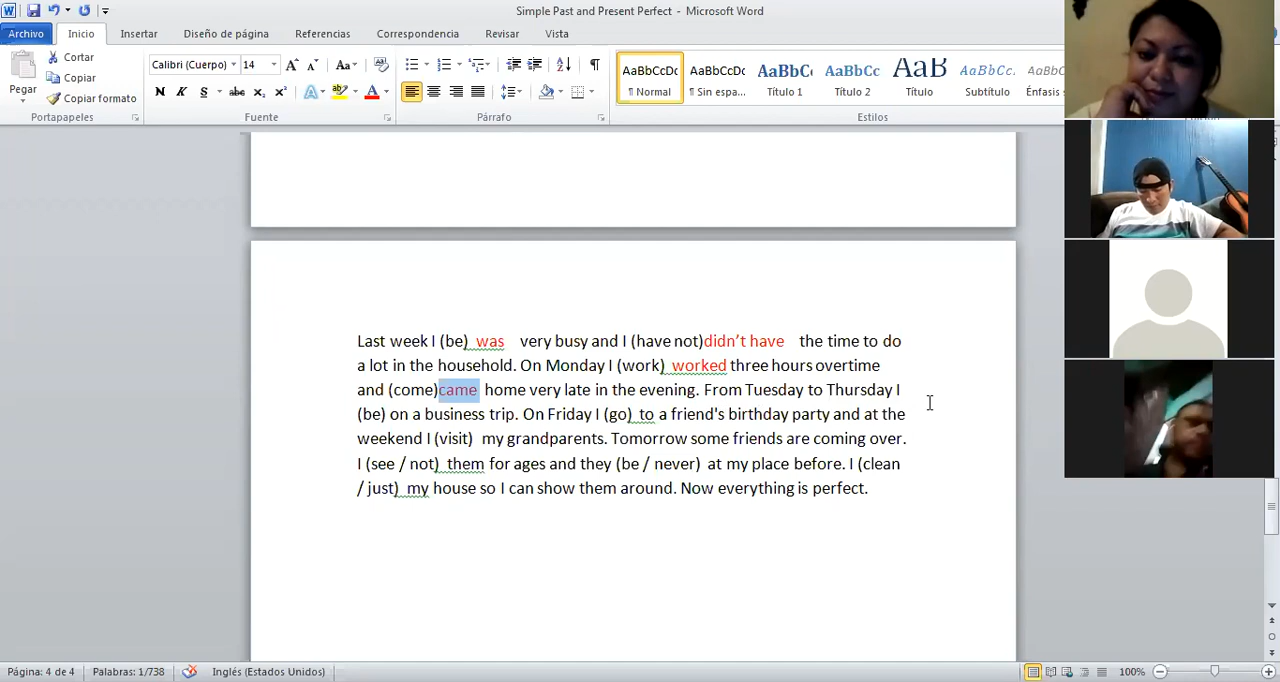 Simple Past and Present Perfect - Microsoft Word
Archivo Inicio Insertar Diseño de página Referencias Correspondencia Revisar Vista
Cortar
Copiar
Copiar formato
Pegar
Portapapeles
Calibri (Cuerpo) 14
Fuente
Párrafo
AaBbCcDc AaBbCcDc AaBbC AaBbCc AaB AaBbCc.
¶ Normal ¶ Sin espa... Título 1 Título 2 Título Subtítulo Énfasis
Estilos
Last week I (be) was very busy and I (have not)didn't have the time to do
a lot in the household. On Monday I (work) worked three hours overtime
and (come)came home very late in the evening. From Tuesday to Thursday I
(be) on a business trip. On Friday I (go) to a friend's birthday party and at the
weekend I (visit) my grandparents. Tomorrow some friends are coming over.
I (see / not) them for ages and they (be / never) at my place before. I (clean
/ just) my house so I can show them around. Now everything is perfect.
Página: 4 de 4 Palabras: 1/738 Inglés (Estados Unidos) 100%